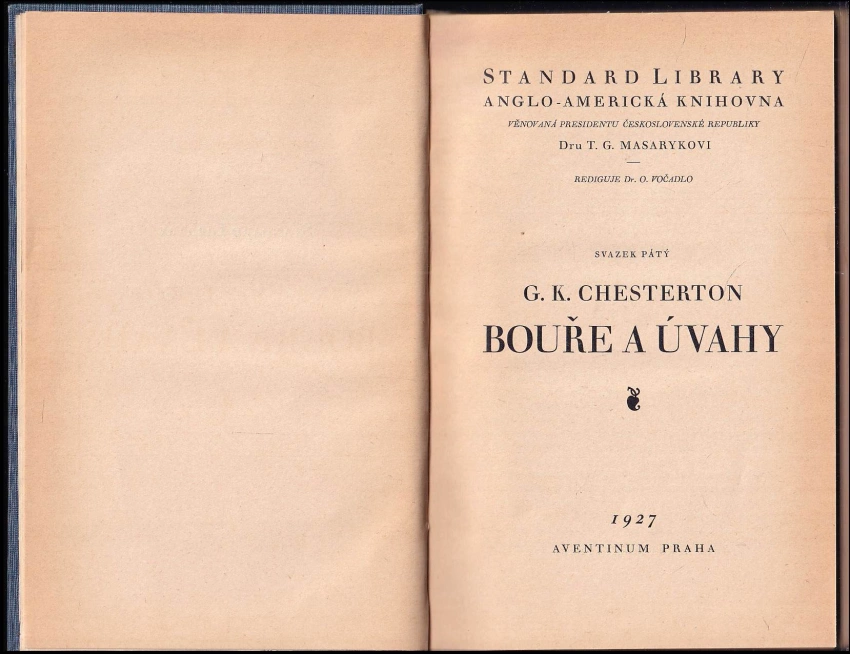 STANDARD LIBRARY
ANGLO-AMERICKÁ KNIHOVNA
VĚNOVANÁ PRESIDENTU ČESKOSLOVENSKÉ REPUBLIKY
Dru T. G. MASARYKOVI
REDIGUJE Dr. O. VOČADLO
SVAZEK PÁTÝ
G. K. CHESTERTON
BOUŘE A ÚVAHY
1927
AVENTINUM PRAHA